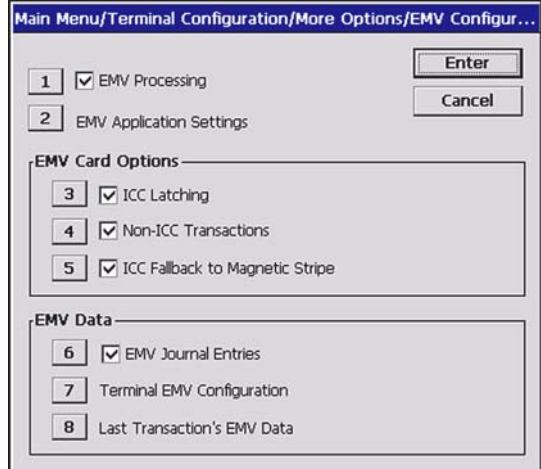 Main Menu/Terminal Configuration/More Options/EMV Configur...
Enter
1 EMV Processing
Cancel
2 EMV Application Settings
EMV Card Options
3 ICC Latching
4 Non-ICC Transactions
5 ICC Fallback to Magnetic Stripe
EMV Data
6 EMV Journal Entries
7 Terminal EMV Configuration
8 Last Transaction's EMV Data